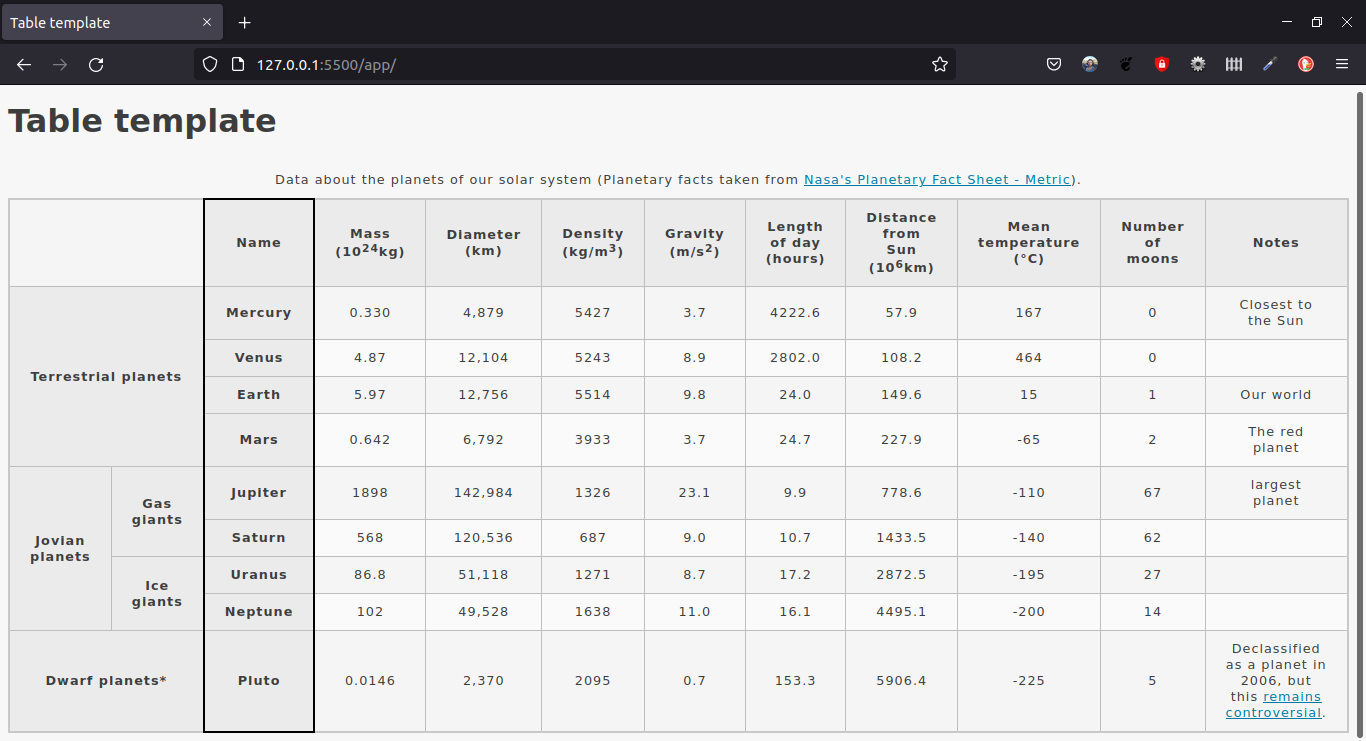 Table template
127.0.0.1:5500/app/
Table template
Data about the planets of our solar system (Planetary facts taken from Nasa's Planetary Fact Sheet - Metric).
Name
Mass
(10²⁴kg)
Diameter
(km)
Density
(kg/m³)
Gravity
(m/s²)
Length
of day
(hours)
Distance
from
Sun
(10⁶km)
Mean
temperature
(°C)
Number
of
moons
Notes
Terrestrial planets
Mercury
0.330
4,879
5427
3.7
4222.6
57.9
167
0
Closest to
the Sun
Venus
4.87
12,104
5243
8.9
2802.0
108.2
464
0
Earth
5.97
12,756
5514
9.8
24.0
149.6
15
1
Our world
Mars
0.642
6,792
3933
3.7
24.7
227.9
-65
2
The red
planet
Jovian
planets
Gas
giants
Jupiter
1898
142,984
1326
23.1
9.9
778.6
-110
67
largest
planet
Saturn
568
120,536
687
9.0
10.7
1433.5
-140
62
Ice
giants
Uranus
86.8
51,118
1271
8.7
17.2
2872.5
-195
27
Neptune
102
49,528
1638
11.0
16.1
4495.1
-200
14
Dwarf planets*
Pluto
0.0146
2,370
2095
0.7
153.3
5906.4
-225
5
Declassified
as a planet in
2006, but
this remains
controversial.